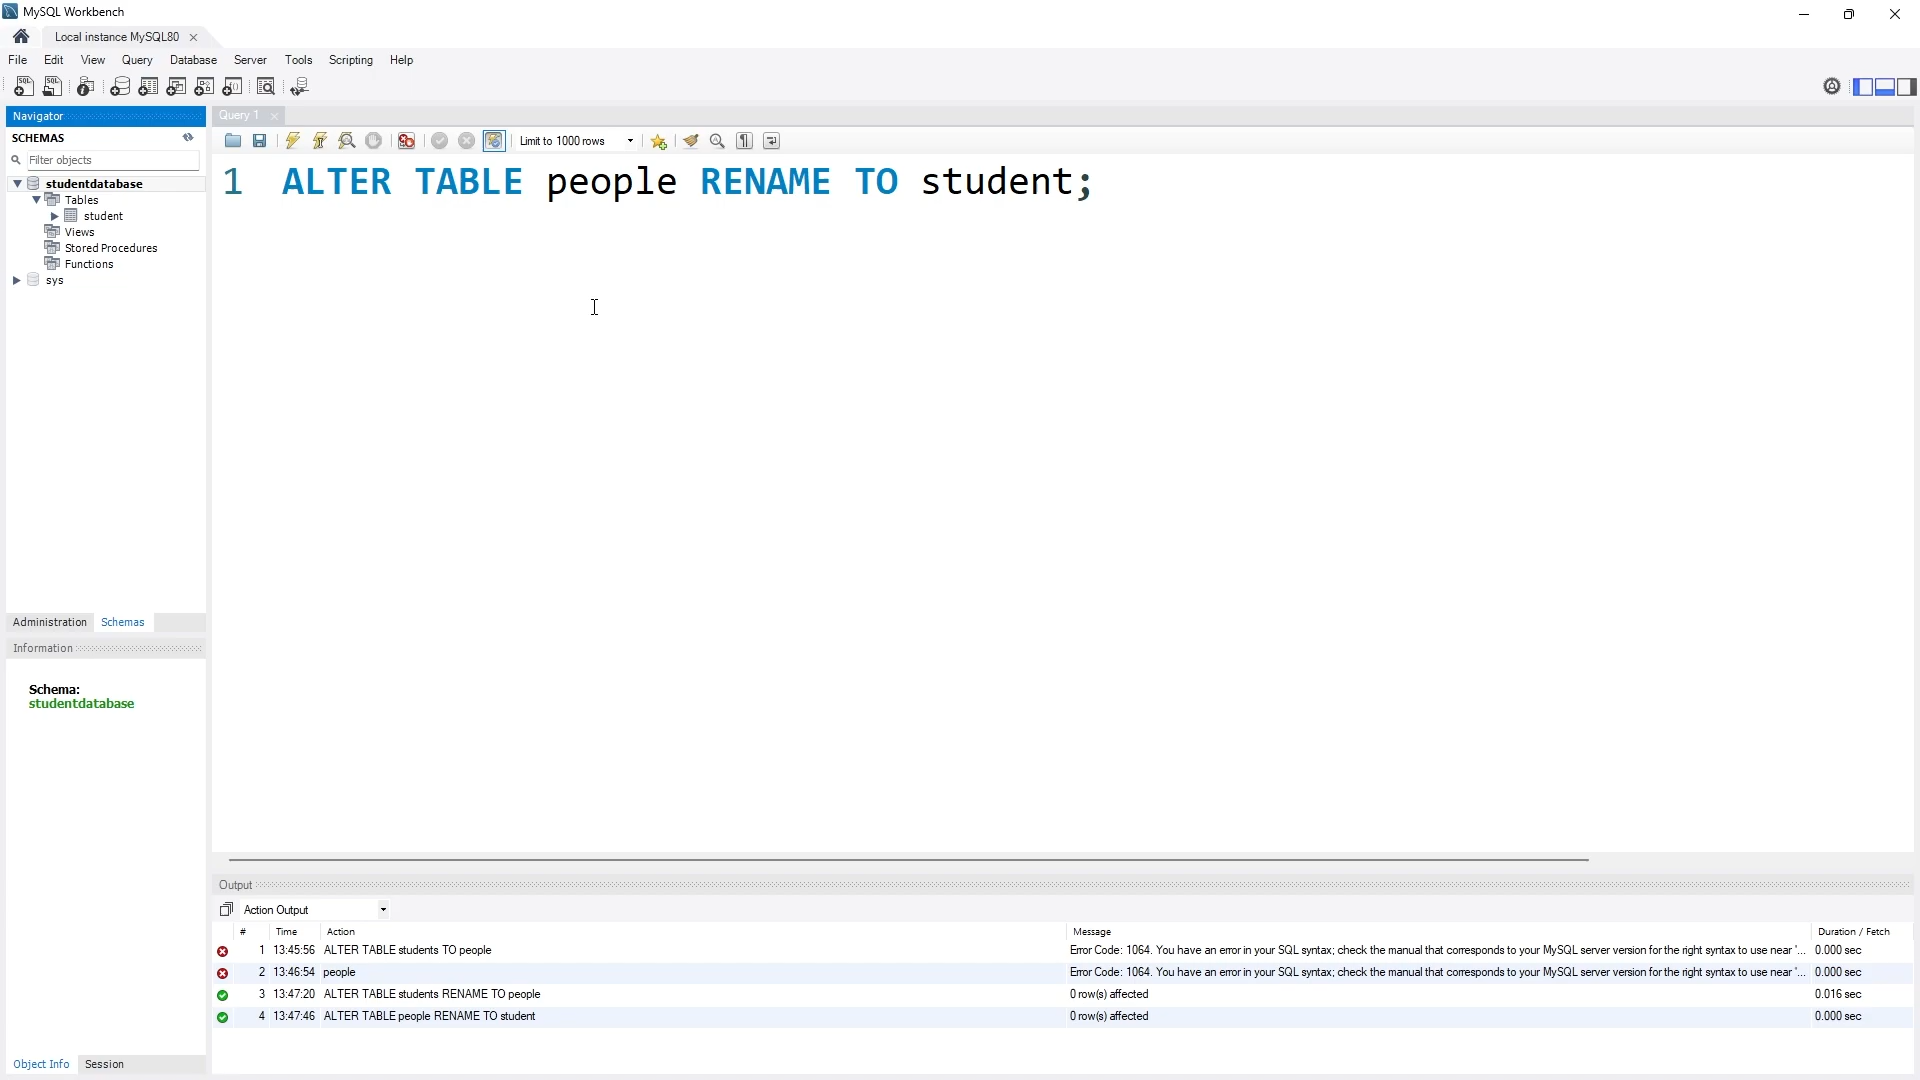 MySQL Workbench
Local instance MySQL80
File Edit View Query Database Server Tools Scripting Help
Navigator
SCHEMAS
Filter objects
studentdatabase
Tables
student
Views
Stored Procedures
Functions
sys
Administration Schemas
Information
Schema:
studentdatabase
Object Info Session
Query 1
Limit to 1000 rows
1 ALTER TABLE people RENAME TO student;
Output
Action Output
# Time Action Message Duration / Fetch
1 13:45:56 ALTER TABLE students TO people Error Code: 1064. You have an error in your SQL syntax; check the manual that corresponds to your MySQL server version for the right syntax to use near '... 0.000 sec
2 13:46:54 people Error Code: 1064. You have an error in your SQL syntax; check the manual that corresponds to your MySQL server version for the right syntax to use near '... 0.000 sec
3 13:47:20 ALTER TABLE students RENAME TO people 0 row(s) affected 0.016 sec
4 13:47:46 ALTER TABLE people RENAME TO student 0 row(s) affected 0.000 sec